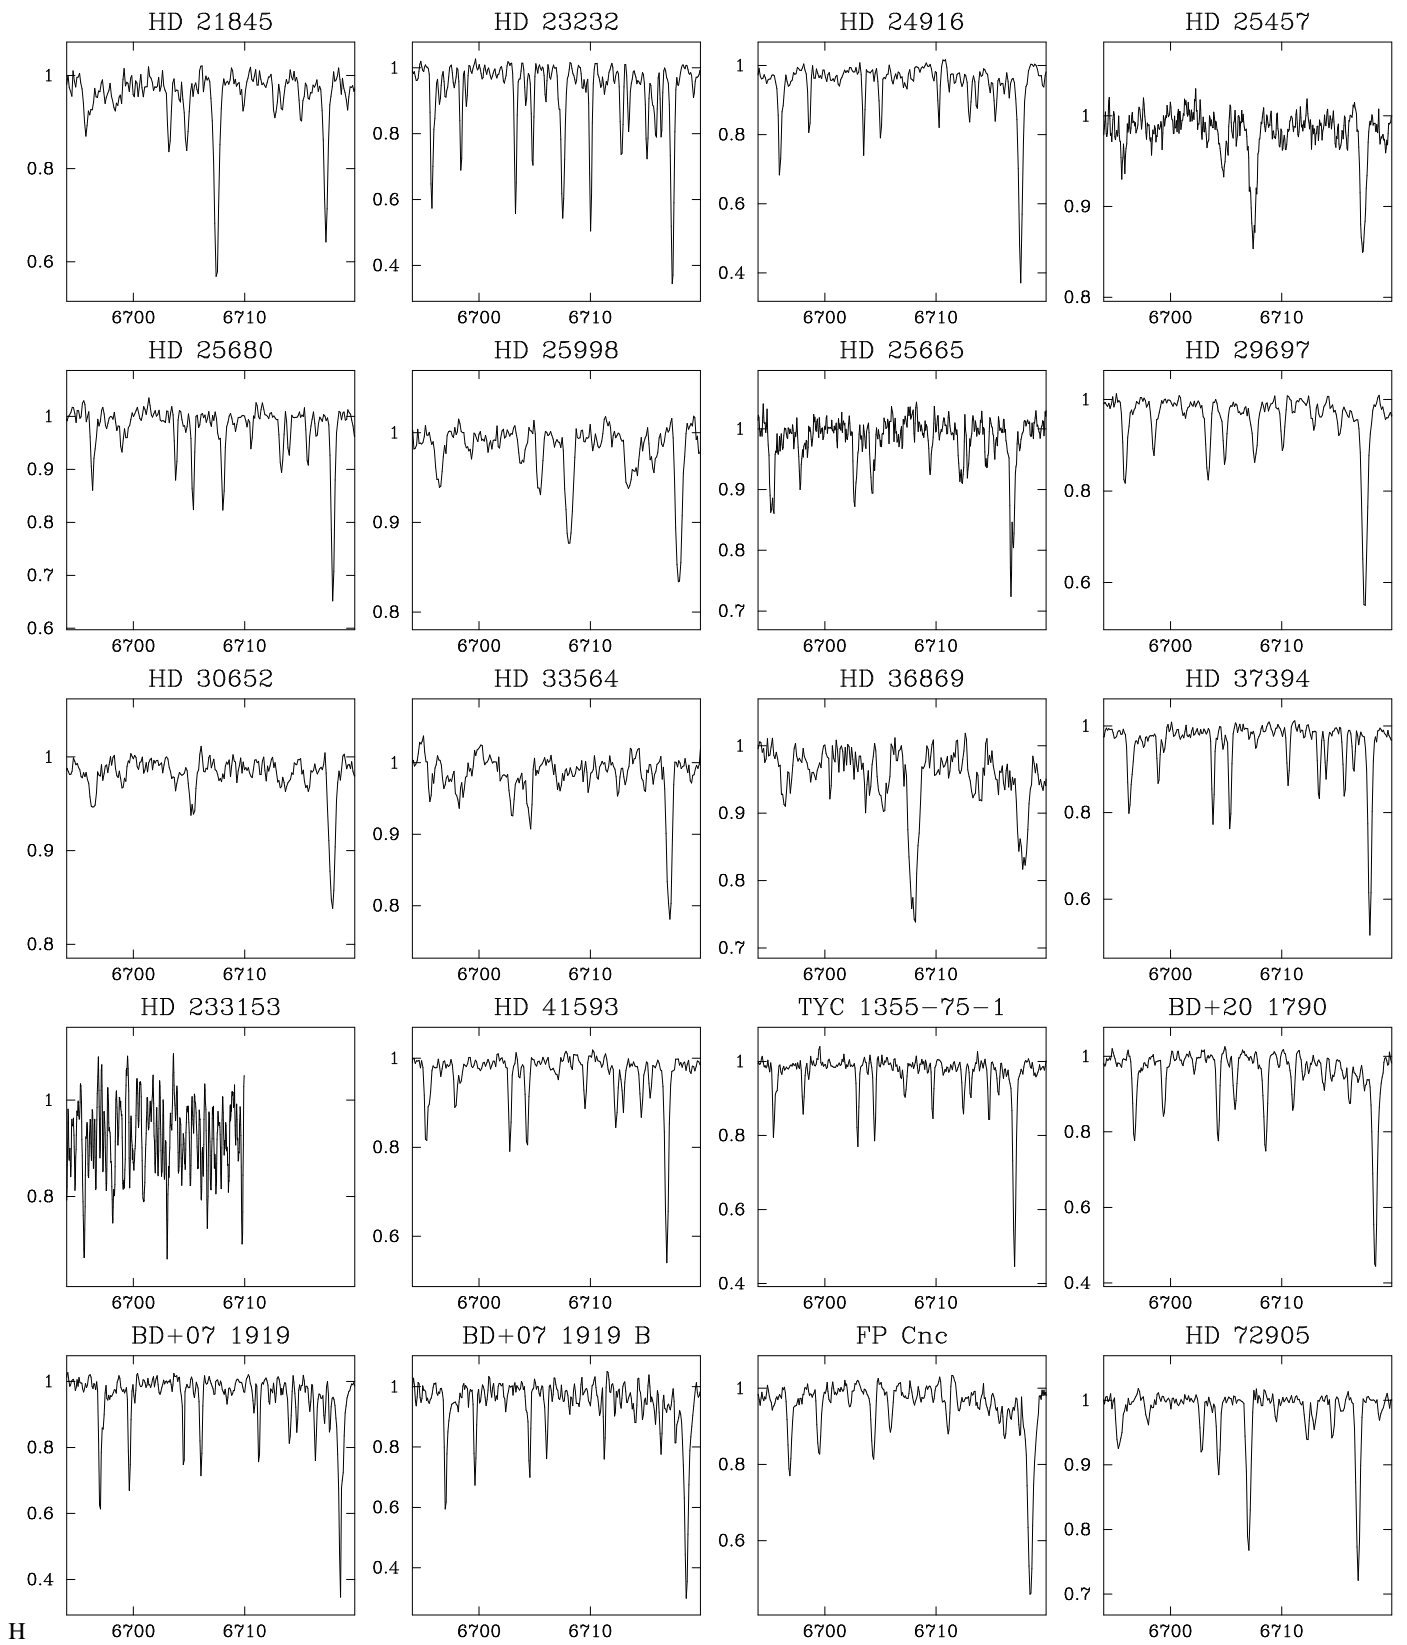 HD 21845 HD 23232 HD 24916 HD 25457
1 1 1 1
0.8 0.8 0.8 0.9
0.6 0.6 0.6 0.8
0.4 0.4
6700 6710 6700 6710 6700 6710 6700 6710
HD 25680 HD 25998 HD 25665 HD 29697
1 1 1 1
0.9 0.9 0.9 0.8
0.8 0.8 0.8 0.6
0.7 0.7
0.6
6700 6710 6700 6710 6700 6710 6700 6710
HD 30652 HD 33564 HD 36869 HD 37394
1 1 1 1
0.9 0.9 0.9 0.8
0.8 0.8 0.8 0.6
0.7
6700 6710 6700 6710 6700 6710 6700 6710
HD 233153 HD 41593 TYC 1355-75-1 BD+20 1790
1 1 1 1
0.8 0.8 0.8 0.8
0.6 0.6 0.6
0.4 0.4
6700 6710 6700 6710 6700 6710 6700 6710
BD+07 1919 BD+07 1919 B FP Cnc HD 72905
1 1 1 1
0.8 0.8 0.8 0.9
0.6 0.6 0.6 0.8
0.4 0.4 0.7
H 6700 6710 6700 6710 6700 6710 6700 6710